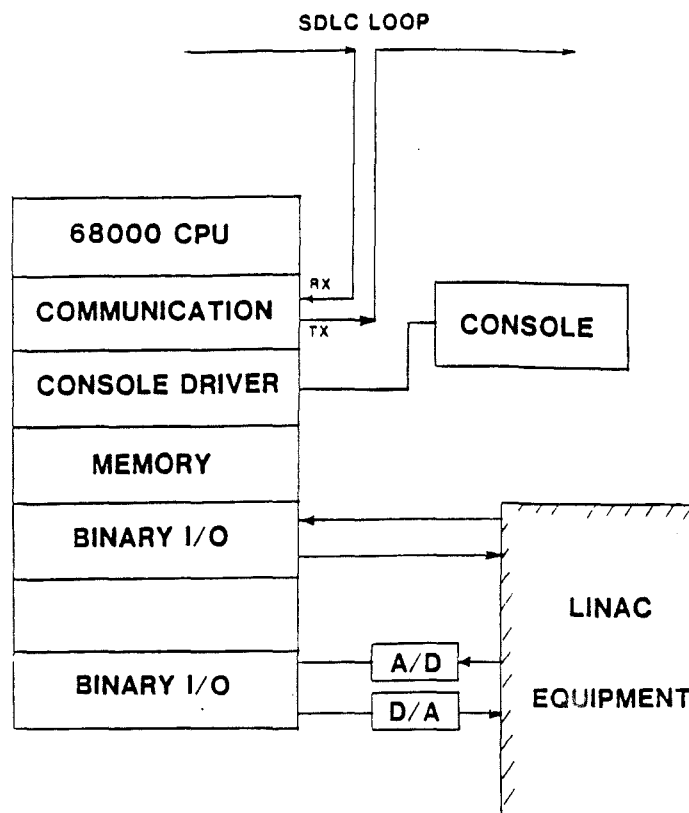 SDLC LOOP
68000 CPU
RX
COMMUNICATION
TX
CONSOLE
CONSOLE DRIVER
MEMORY
BINARY I/O
LINAC
A/D
BINARY I/O
EQUIPMENT
D/A